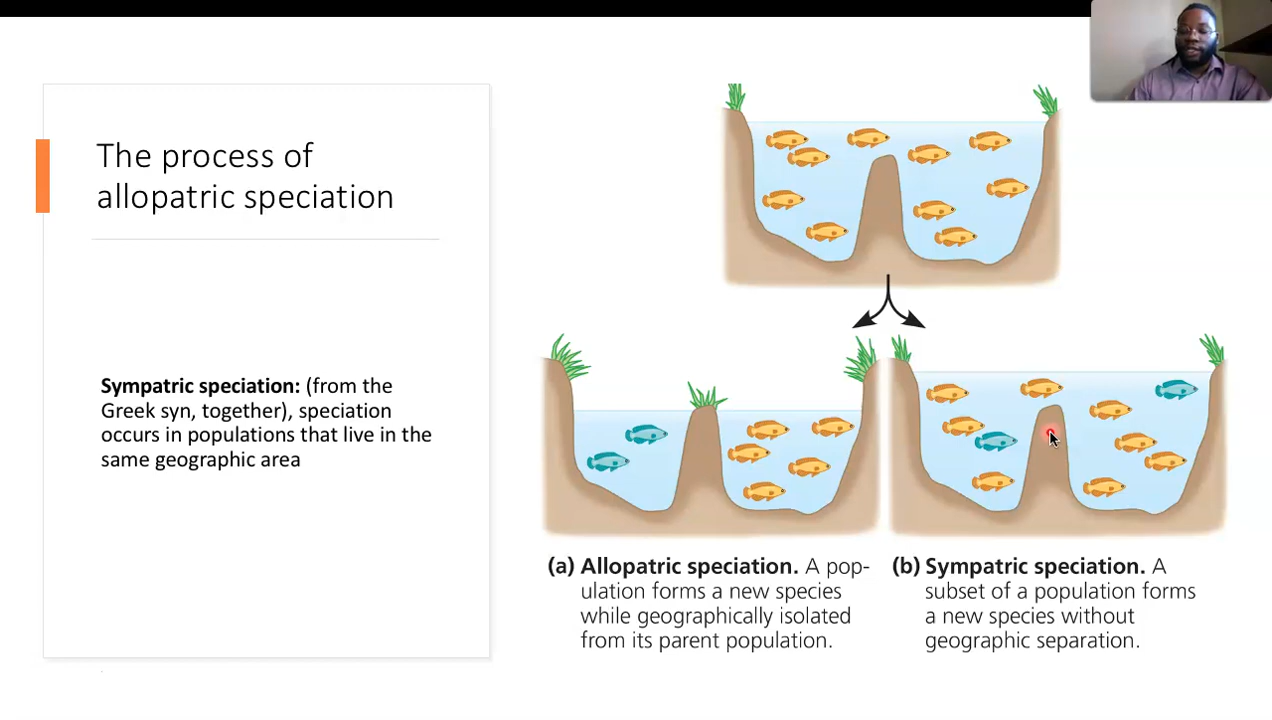 The process of
allopatric speciation
Sympatric speciation: (from the
Greek syn, together), speciation
occurs in populations that live in the
same geographic area
(a) Allopatric speciation. A pop-
ulation forms a new species
while geographically isolated
from its parent population.
(b) Sympatric speciation. A
subset of a population forms
a new species without
geographic separation.